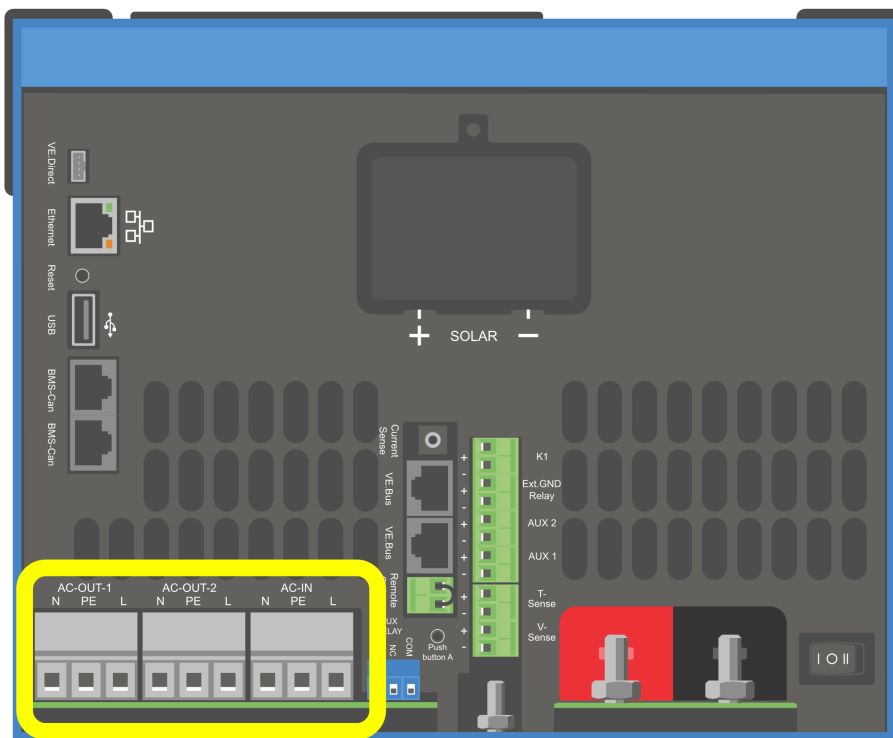 VE.Direct
Ethernet
Reset
USB
BMS-Can
BMS-Can
+ SOLAR −
Current
Sense
VE.Bus
VE.Bus
Remote
Push
button A
NC
COM
+
-
+
-
+
-
+
-
+
-
+
-
K1
Ext.GND
Relay
AUX 2
AUX 1
T-
Sense
V-
Sense
AC-OUT-1
N PE L
AC-OUT-2
N PE L
AC-IN
N PE L
I O II